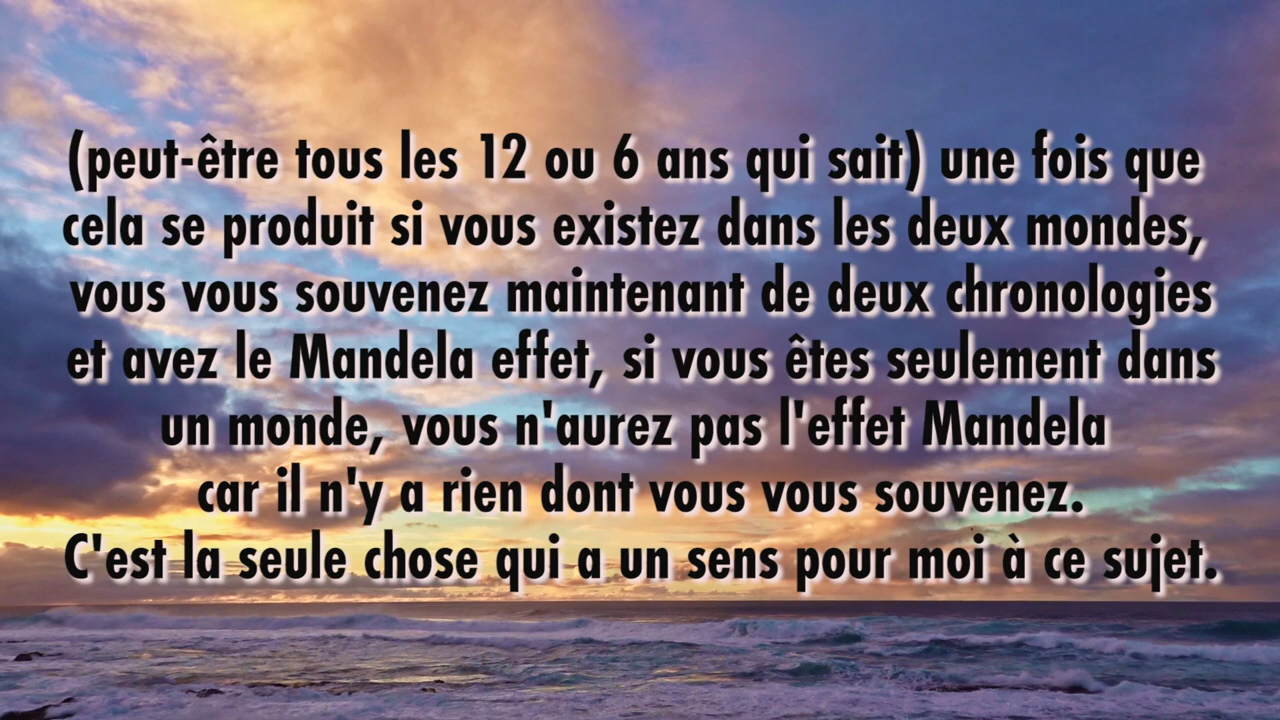 (peut-être tous les 12 ou 6 ans qui sait) une fois que
cela se produit si vous existez dans les deux mondes,
vous vous souvenez maintenant de deux chronologies
et avez le Mandela effet, si vous êtes seulement dans
un monde, vous n'aurez pas l'effet Mandela
car il n'y a rien dont vous vous souvenez.
C'est la seule chose qui a un sens pour moi à ce sujet.